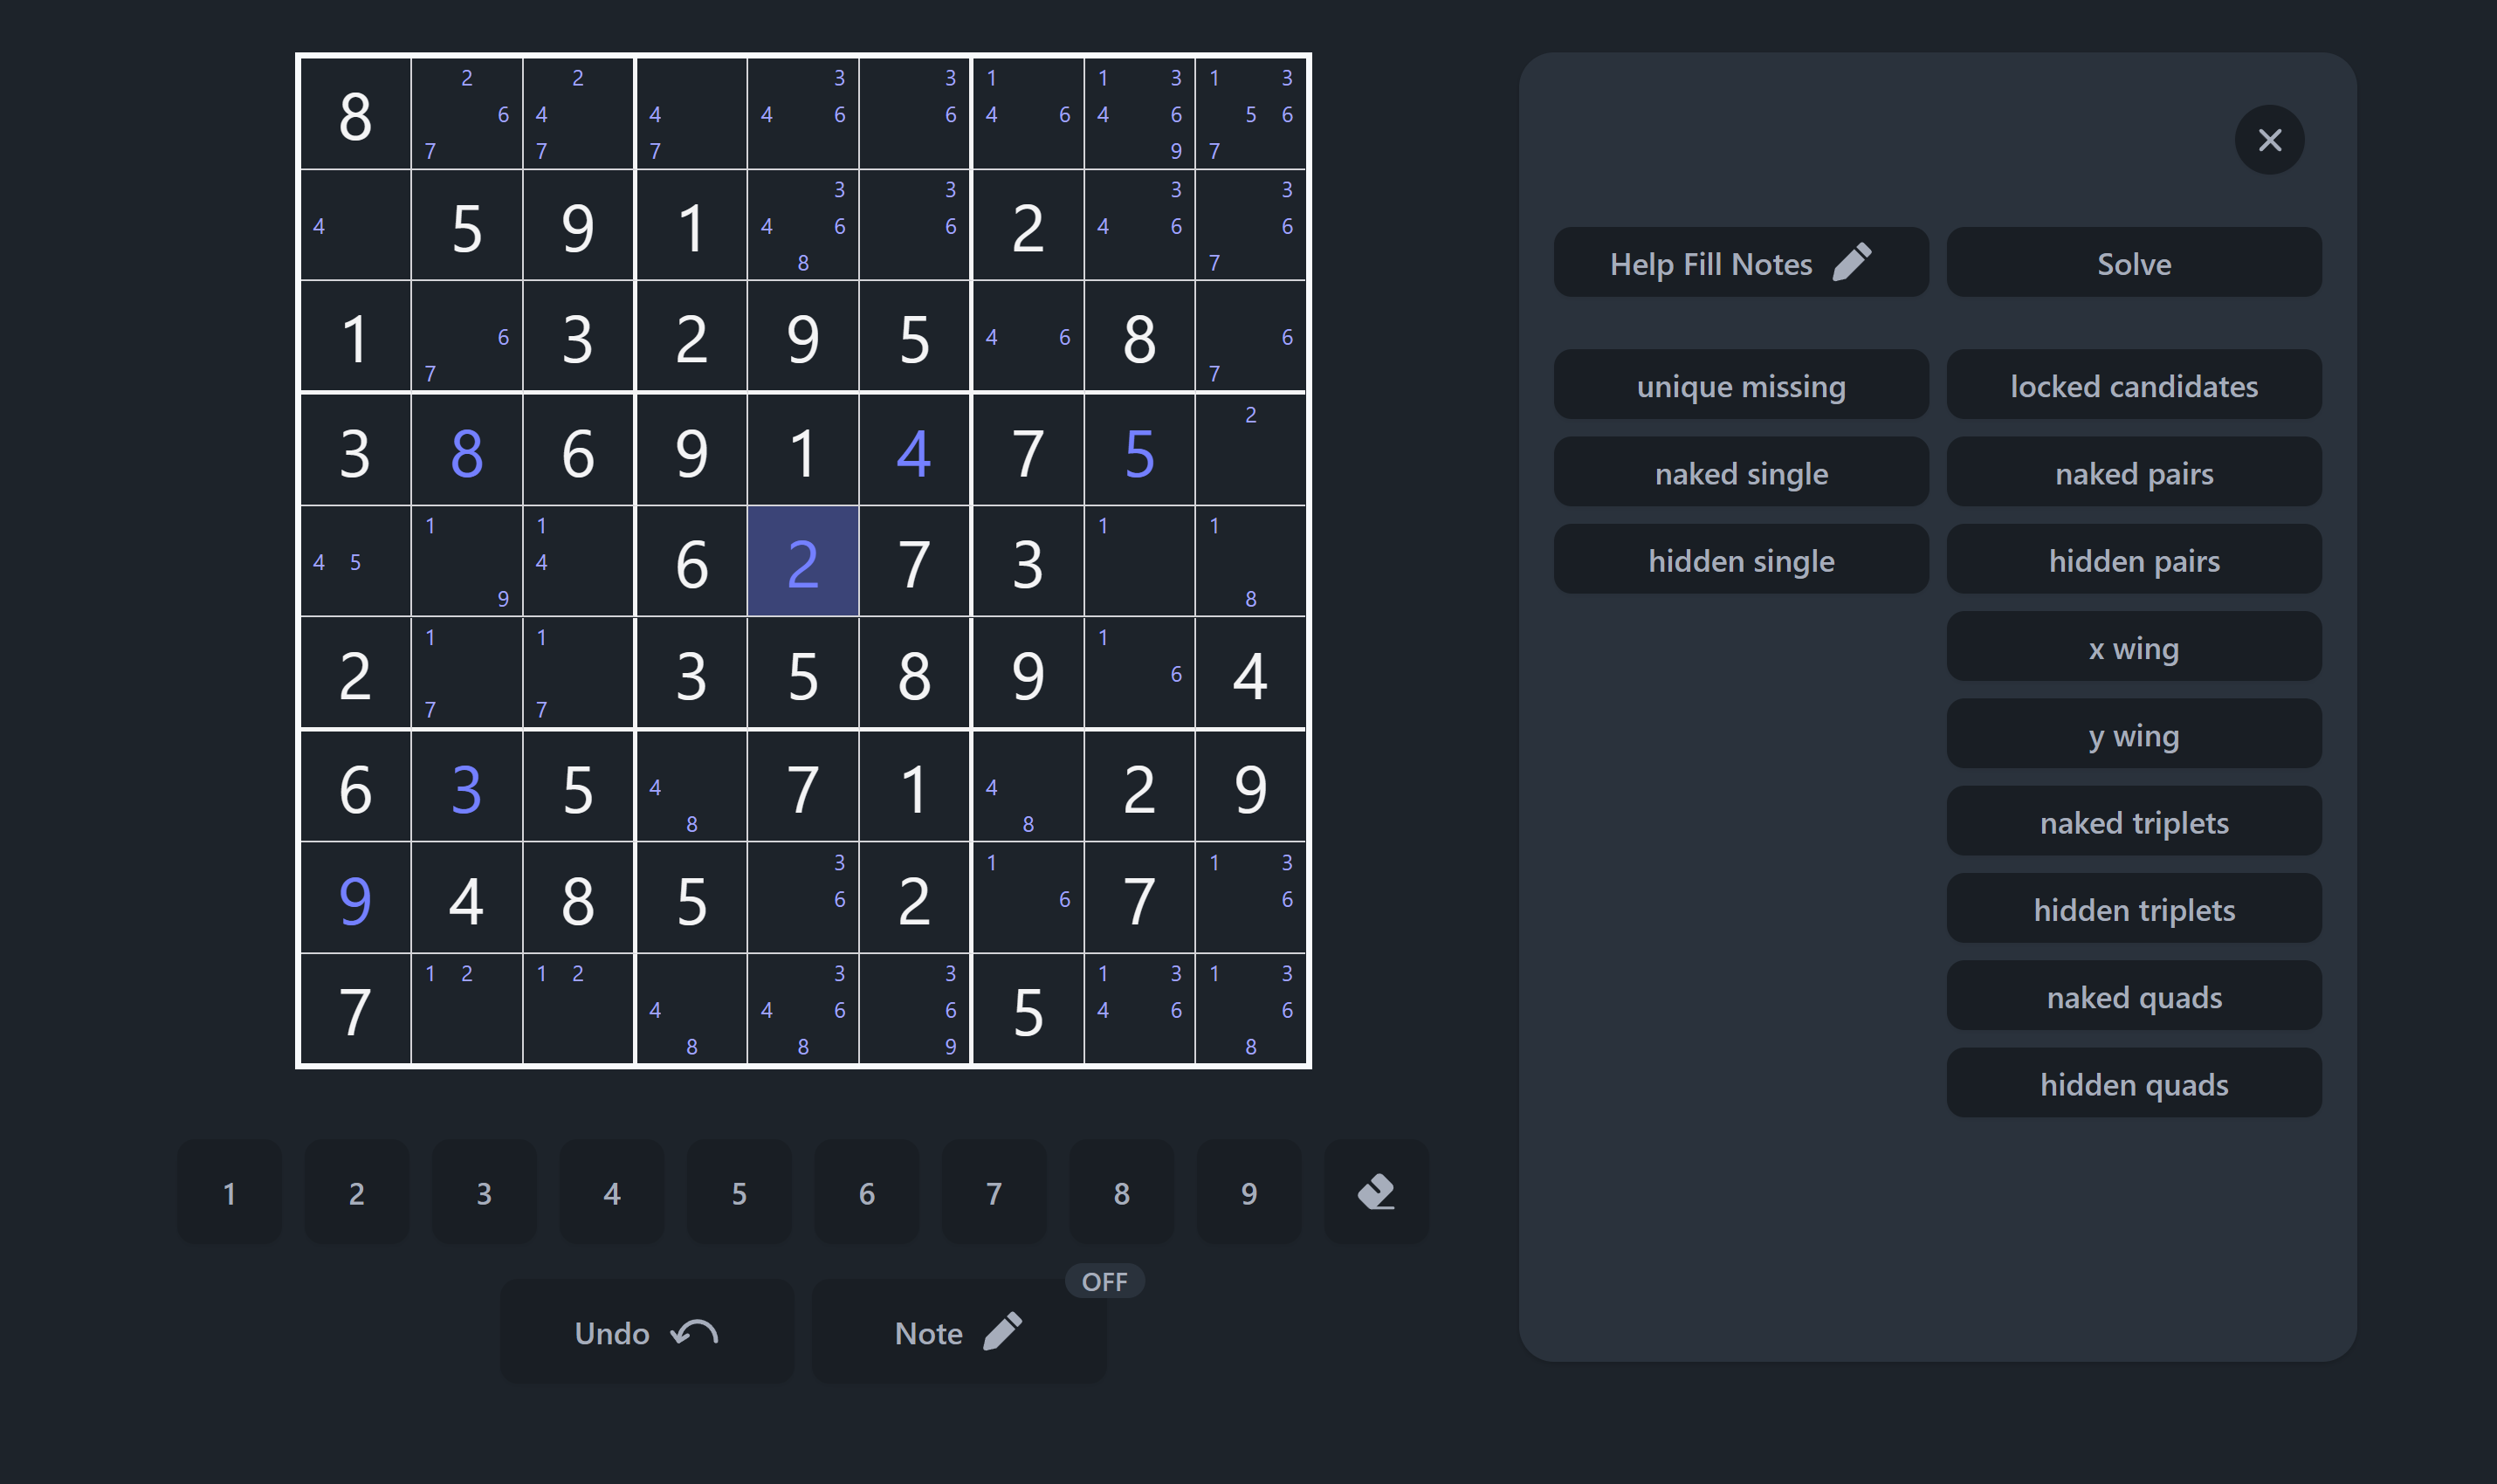 8 2 6 7 2 4 7 4 7 3 4 6 3 6 1 4 6 1 3 4 6 9 1 3 5 6 7
4 5 9 1 3 4 6 8 3 6 2 3 4 6 3 6 7
1 6 7 3 2 9 5 4 6 8 6 7
3 8 6 9 1 4 7 5 2
4 5 1 9 1 4 6 2 7 3 1 1 8
2 1 7 1 7 3 5 8 9 1 6 4
6 3 5 4 8 7 1 4 8 2 9
9 4 8 5 3 6 2 1 6 7 1 3 6
7 1 2 1 2 4 8 3 4 6 8 3 6 9 5 1 3 4 6 1 3 6 8
1 2 3 4 5 6 7 8 9
OFF
Undo Note
Help Fill Notes Solve
unique missing locked candidates
naked single naked pairs
hidden single hidden pairs
x wing
y wing
naked triplets
hidden triplets
naked quads
hidden quads